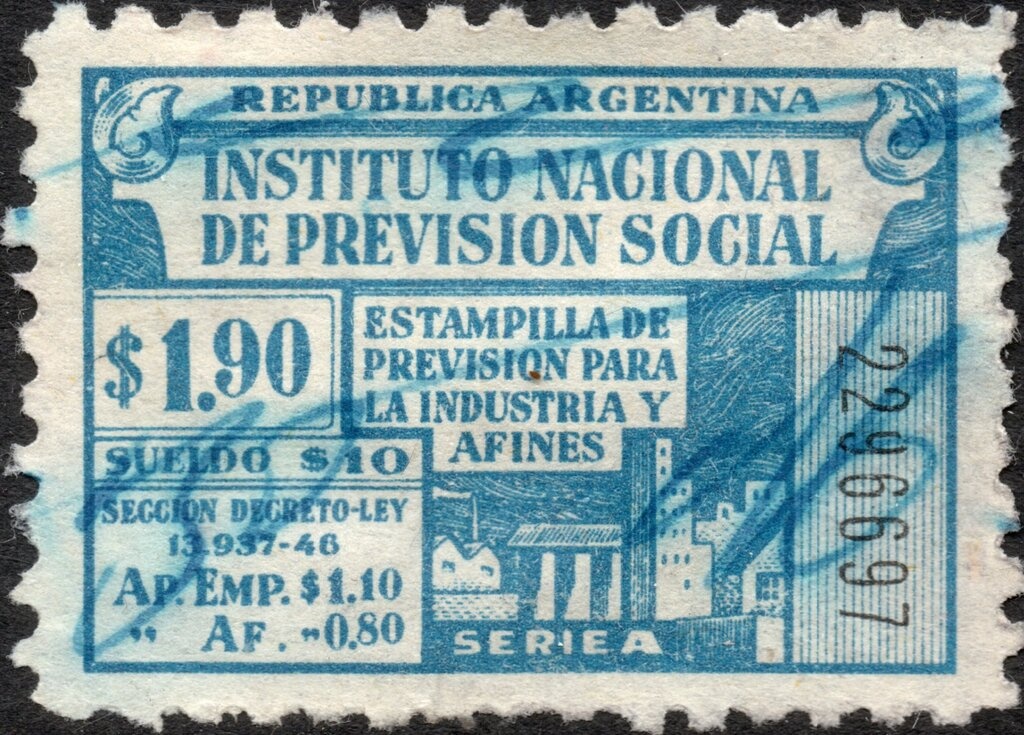 REPUBLICA ARGENTINA
INSTITUTO NACIONAL
DE PREVISION SOCIAL
$1.90
ESTAMPILLA DE
PREVISION PARA
LA INDUSTRIA Y
AFINES
SUELDO $10
SECCION DECRETO-LEY
13.937-46
AP. EMP. $1.10
" AF. "0.80
SERIE A
2296697